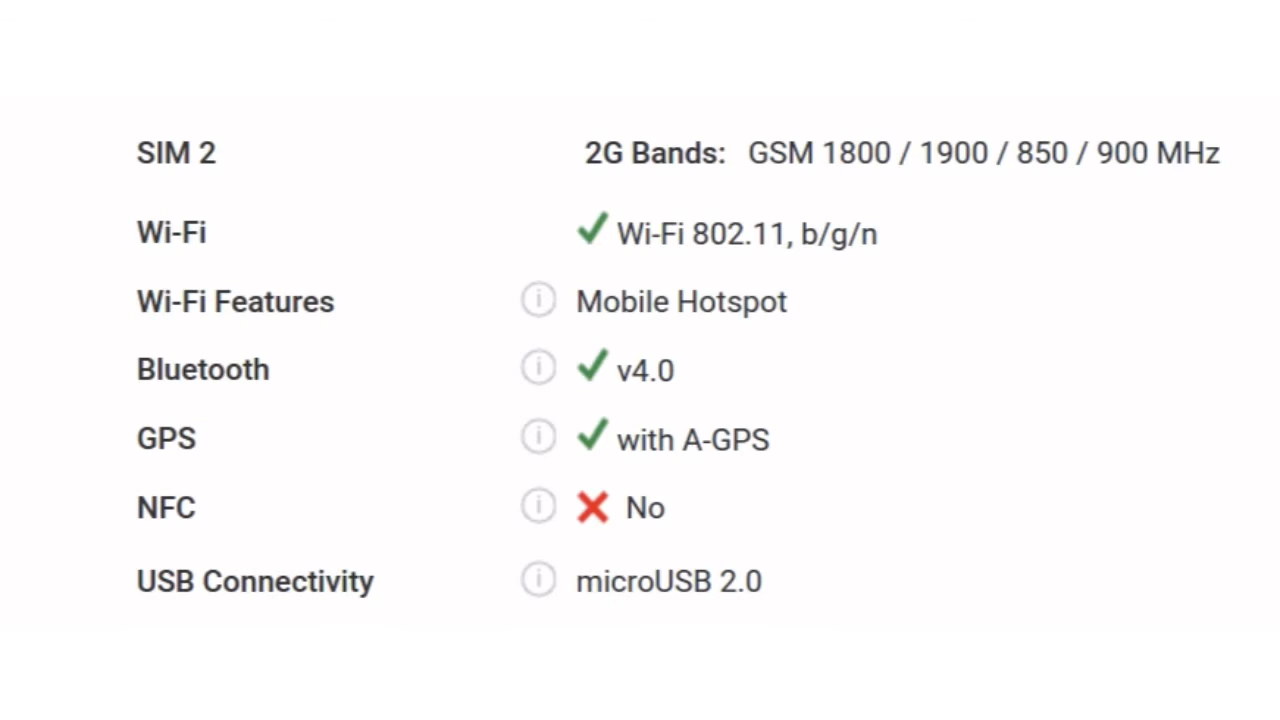 SIM 2 2G Bands: GSM 1800 / 1900 / 850 / 900 MHz
Wi-Fi Wi-Fi 802.11, b/g/n
Wi-Fi Features Mobile Hotspot
Bluetooth v4.0
GPS with A-GPS
NFC No
USB Connectivity microUSB 2.0